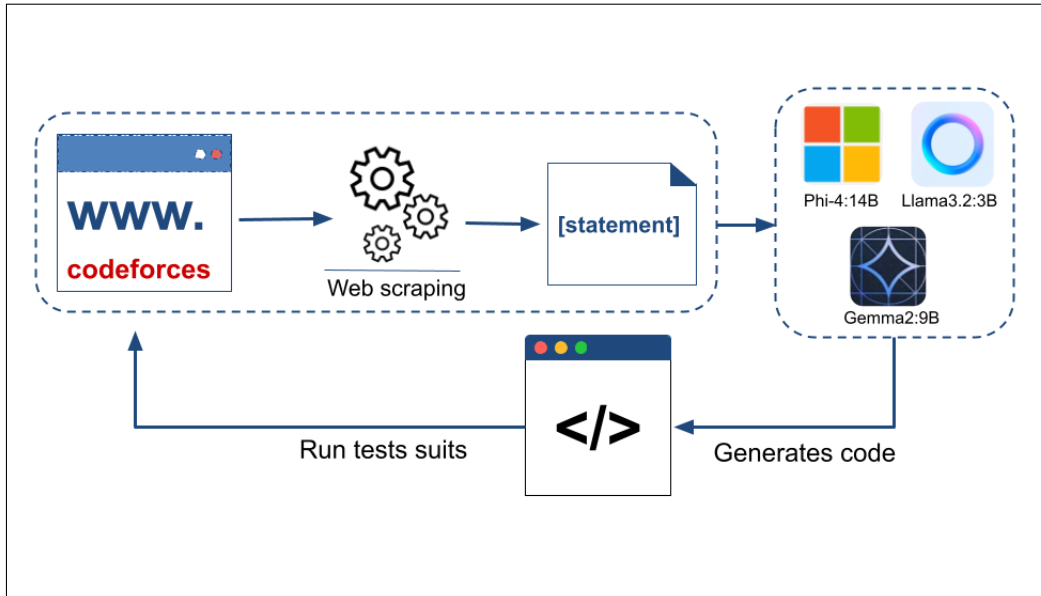 www.
codeforces
Web scraping
[statement]
Phi-4:14B
Llama3.2:3B
Gemma2:9B
</>
Run tests suits
Generates code